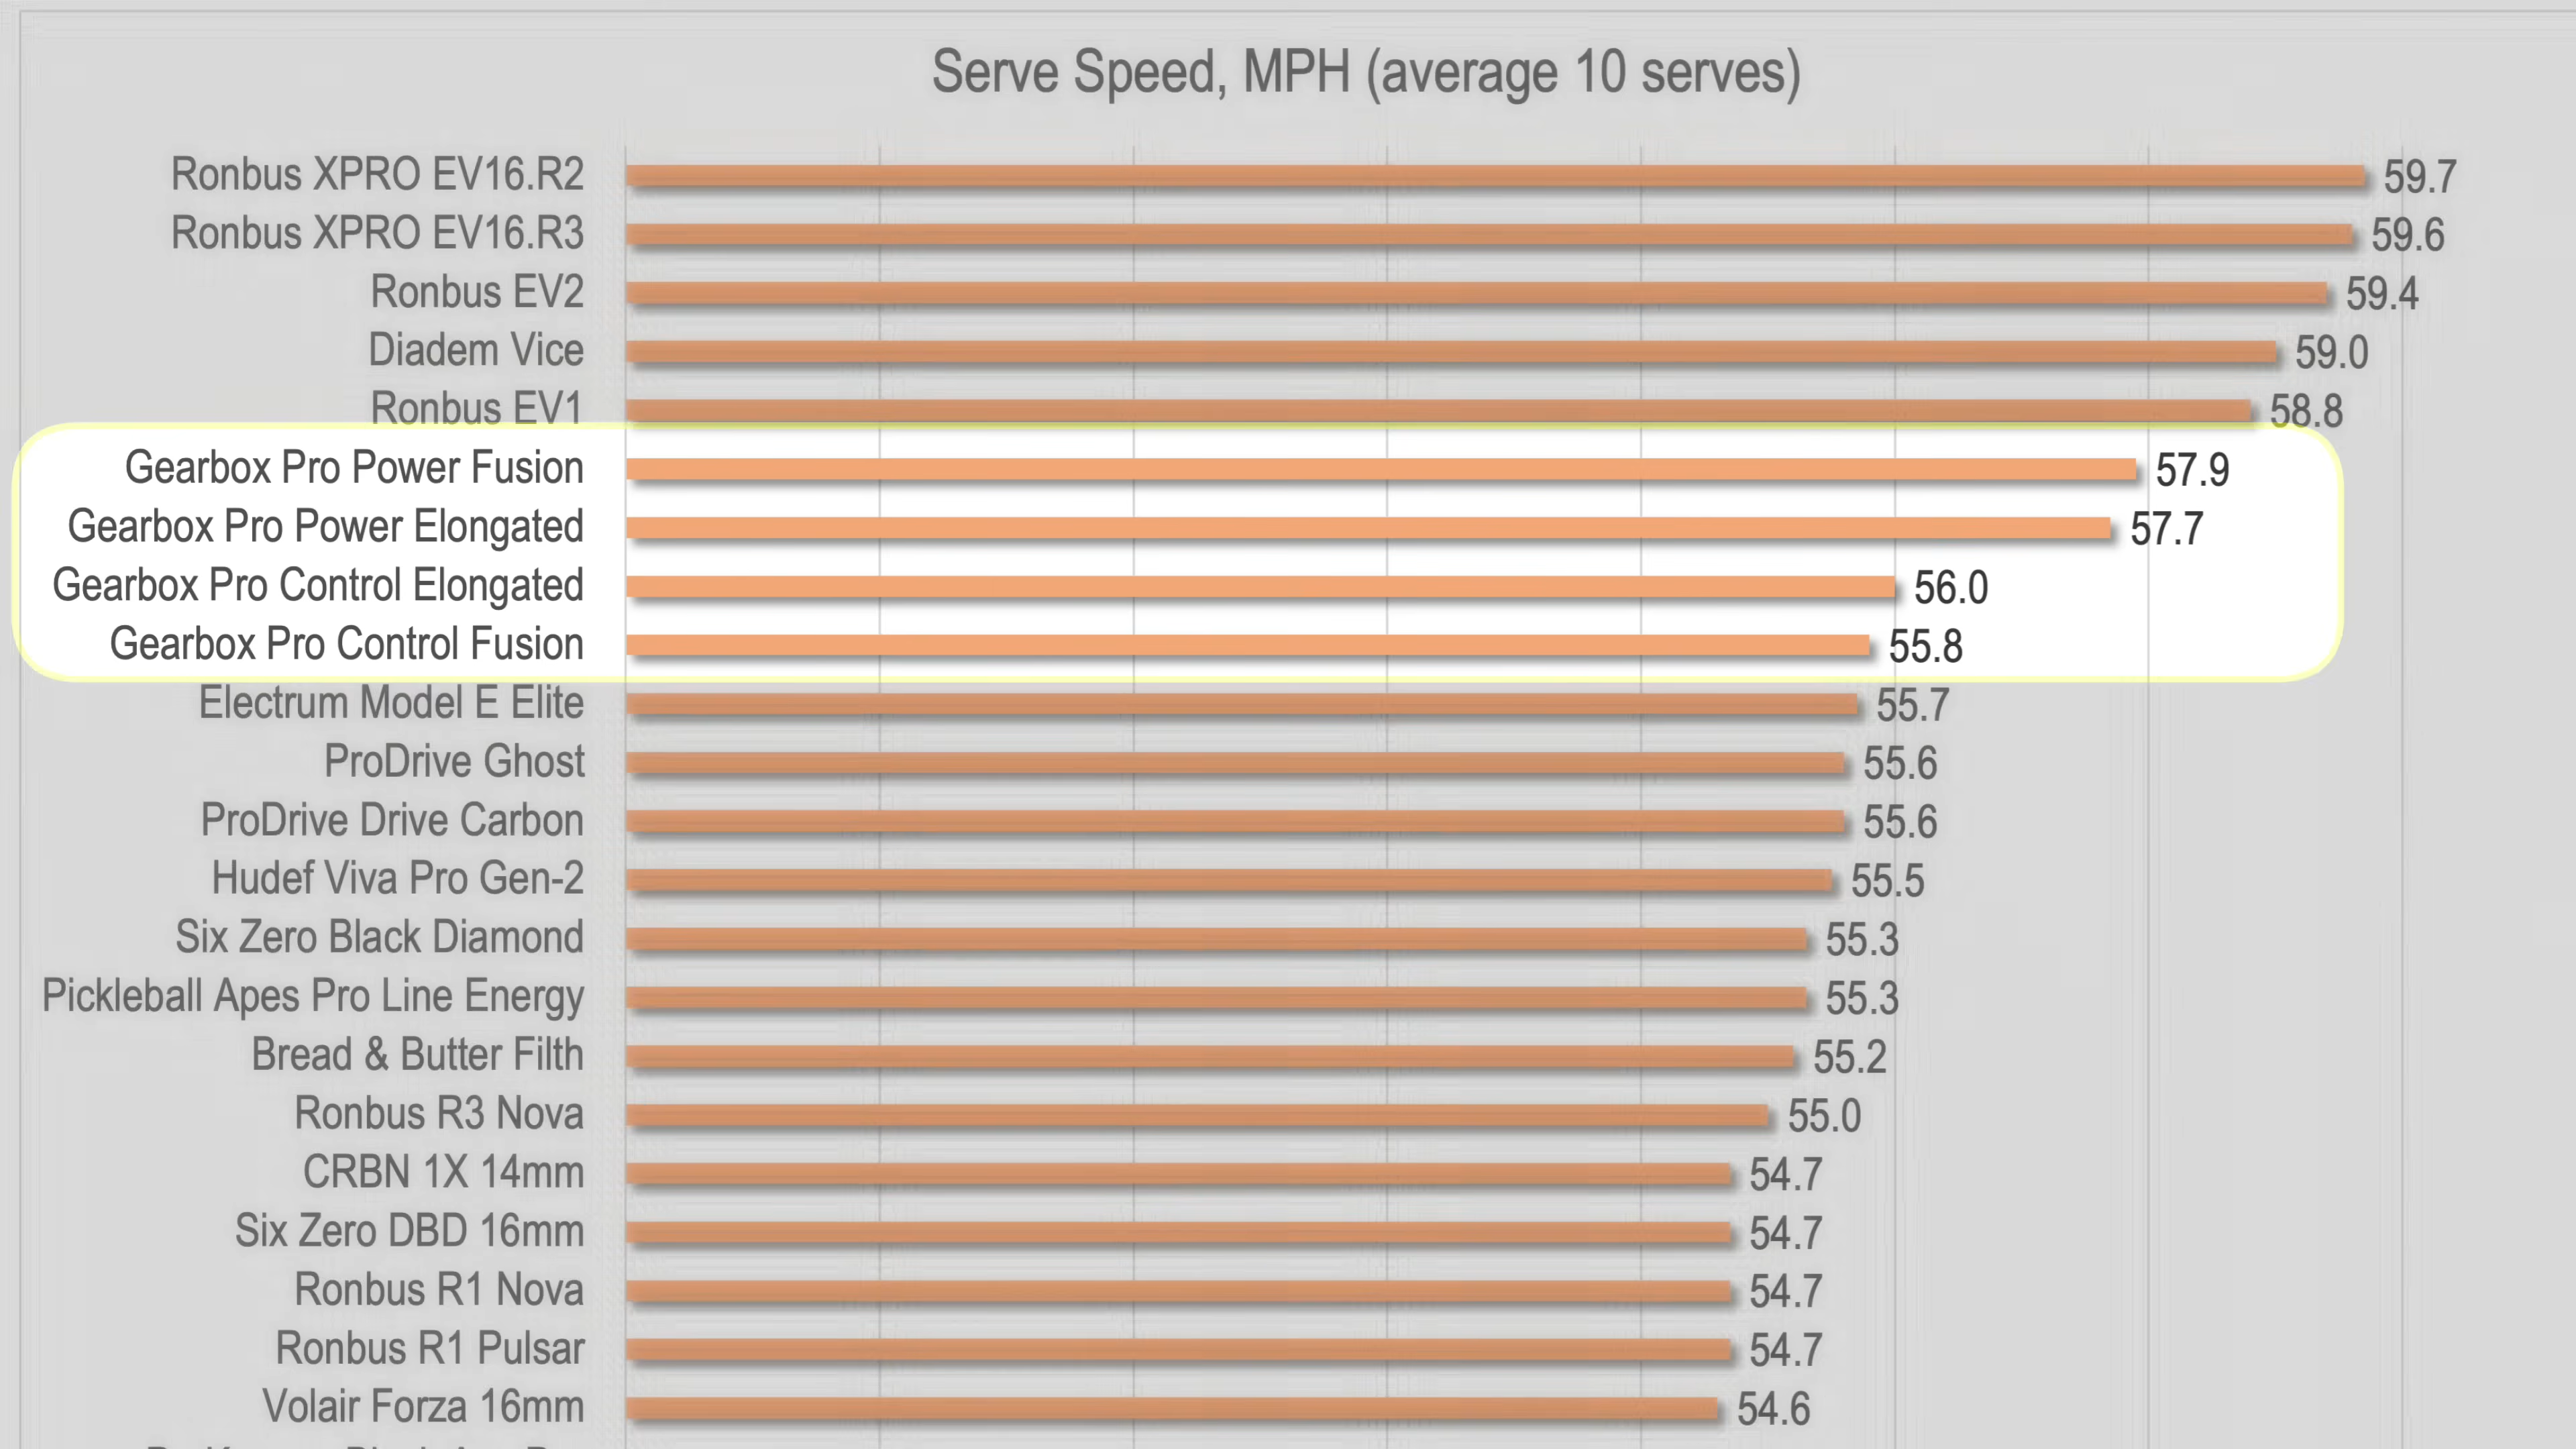 Serve Speed, MPH (average 10 serves)
Ronbus XPRO EV16.R2 59.7
Ronbus XPRO EV16.R3 59.6
Ronbus EV2 59.4
Diadem Vice 59.0
Ronbus EV1 58.8
Gearbox Pro Power Fusion 57.9
Gearbox Pro Power Elongated 57.7
Gearbox Pro Control Elongated 56.0
Gearbox Pro Control Fusion 55.8
Electrum Model E Elite 55.7
ProDrive Ghost 55.6
ProDrive Drive Carbon 55.6
Hudef Viva Pro Gen-2 55.5
Six Zero Black Diamond 55.3
Pickleball Apes Pro Line Energy 55.3
Bread & Butter Filth 55.2
Ronbus R3 Nova 55.0
CRBN 1X 14mm 54.7
Six Zero DBD 16mm 54.7
Ronbus R1 Nova 54.7
Ronbus R1 Pulsar 54.7
Volair Forza 16mm 54.6